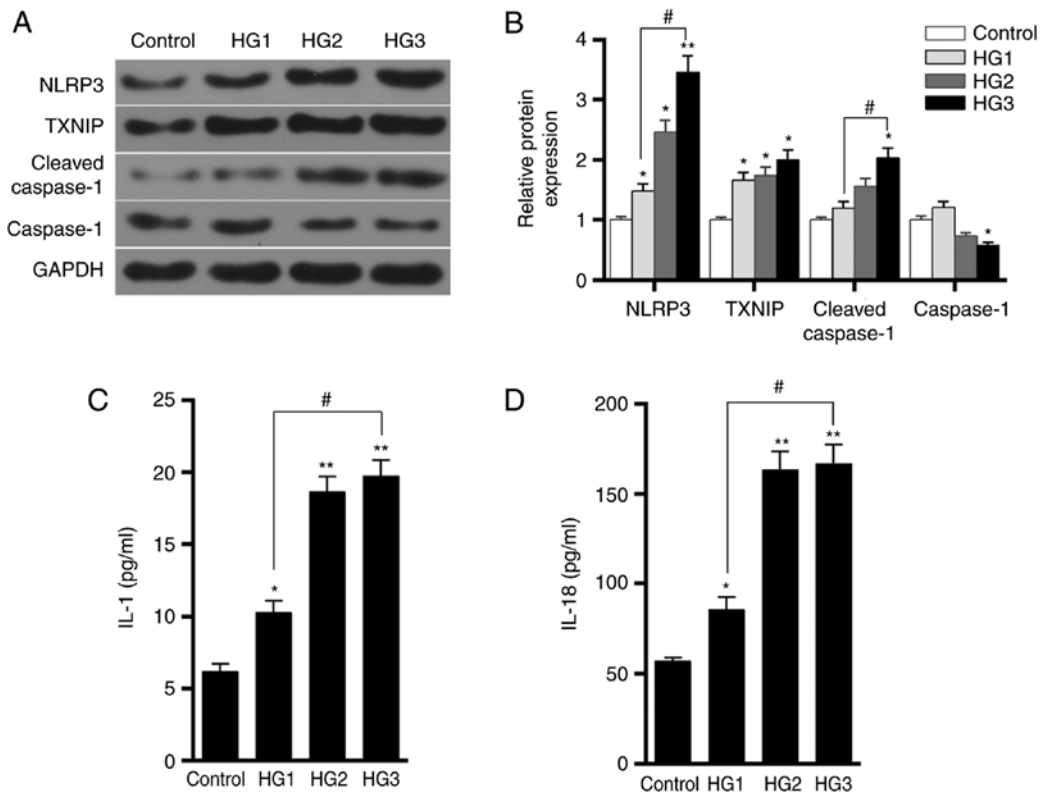 A
Control HG1 HG2 HG3
NLRP3
TXNIP
Cleaved
caspase-1
Caspase-1
GAPDH
B
Control
HG1
HG2
HG3
Relative protein
expression
4
3
2
1
0
#
**
*
*
* * *
#
*
*
NLRP3 TXNIP Cleaved
caspase-1
Caspase-1
C
IL-1 (pg/ml)
25
20
15
10
5
0
#
*
**
**
Control HG1 HG2 HG3
D
IL-18 (pg/ml)
200
150
100
50
0
#
*
**
**
Control HG1 HG2 HG3